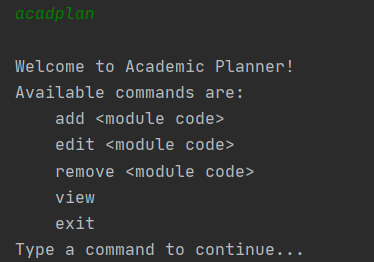 acadplan
Welcome to Academic Planner!
Available commands are:
add <module code>
edit <module code>
remove <module code>
view
exit
Type a command to continue...